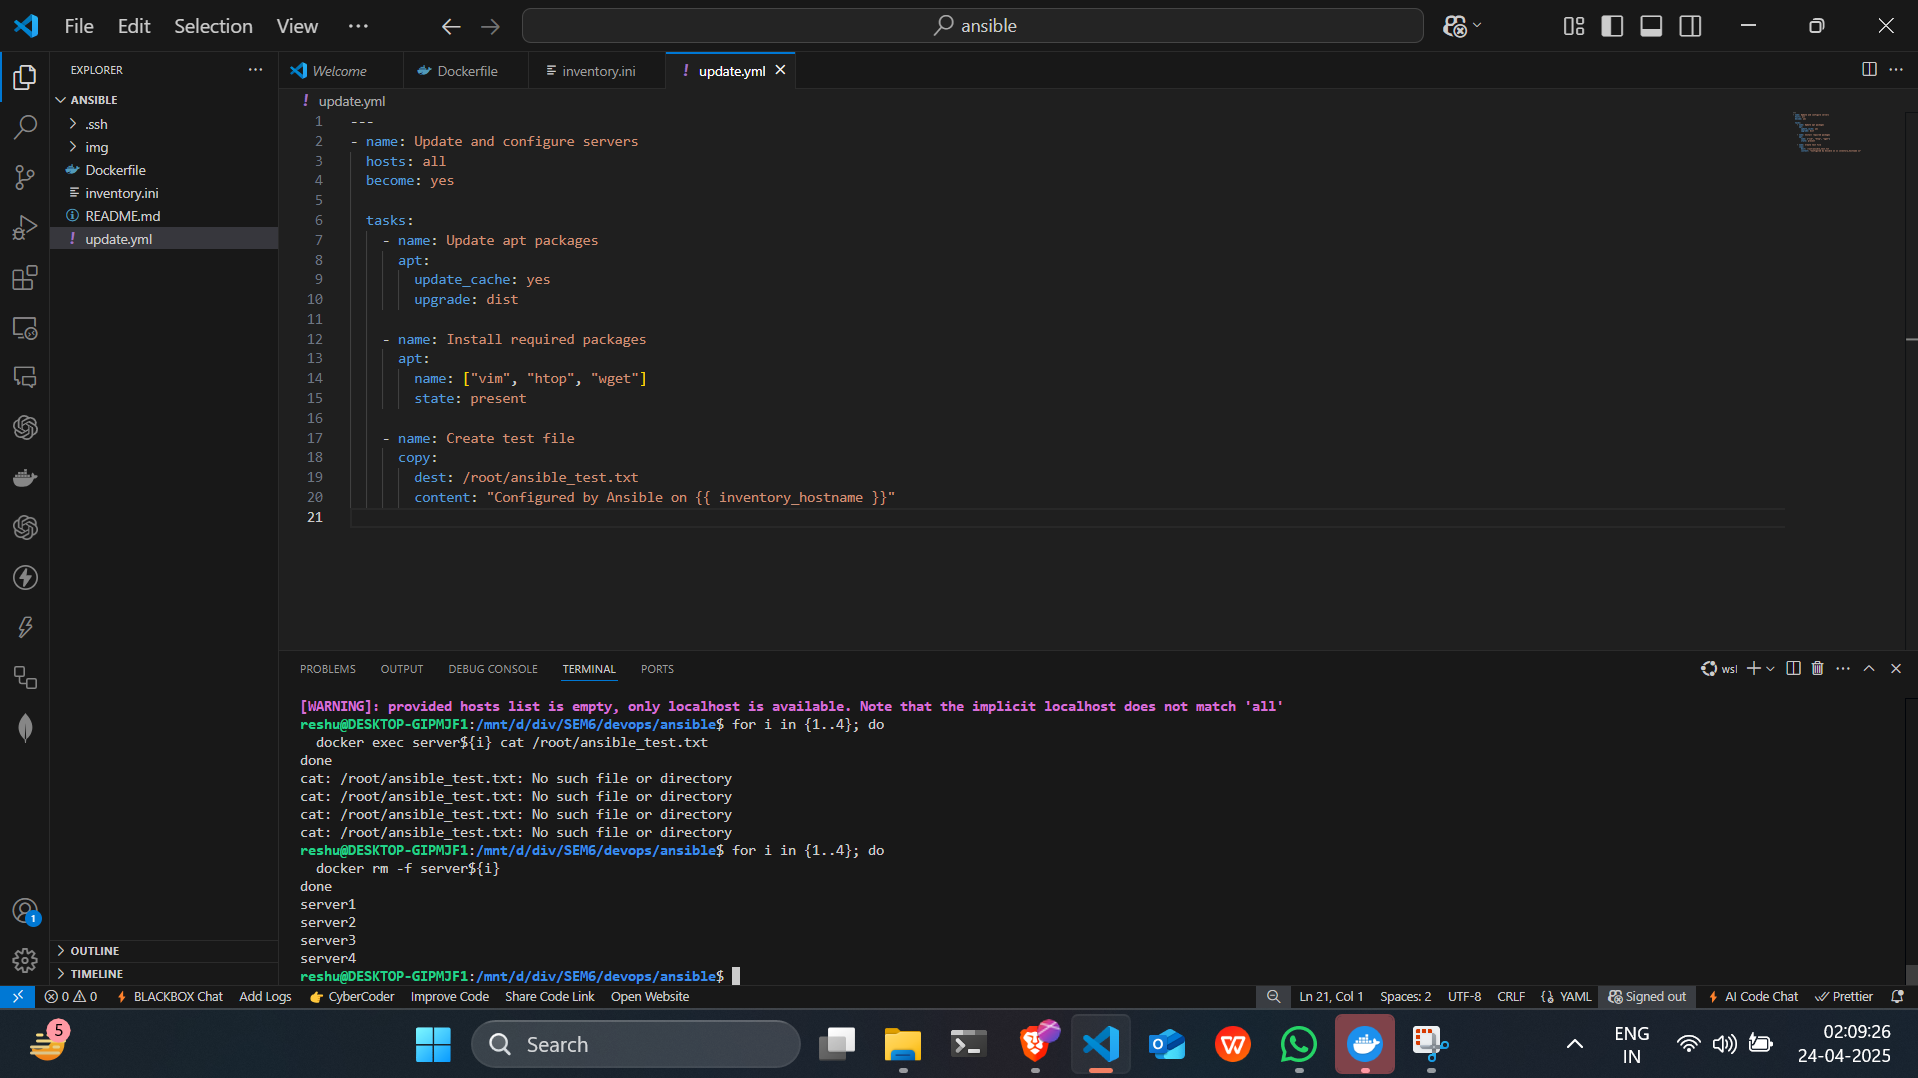 File Edit Selection View ··· ansible
EXPLORER ···
ANSIBLE
.ssh
img
Dockerfile
inventory.ini
README.md
update.yml
OUTLINE
TIMELINE
Welcome Dockerfile inventory.ini ! update.yml
! update.yml
1 ---
2 - name: Update and configure servers
3 hosts: all
4 become: yes
5
6 tasks:
7 - name: Update apt packages
8 apt:
9 update_cache: yes
10 upgrade: dist
11
12 - name: Install required packages
13 apt:
14 name: ["vim", "htop", "wget"]
15 state: present
16
17 - name: Create test file
18 copy:
19 dest: /root/ansible_test.txt
20 content: "Configured by Ansible on {{ inventory_hostname }}"
21
PROBLEMS OUTPUT DEBUG CONSOLE TERMINAL PORTS wsl
[WARNING]: provided hosts list is empty, only localhost is available. Note that the implicit localhost does not match 'all'
reshu@DESKTOP-GIPMJF1:/mnt/d/div/SEM6/devops/ansible$ for i in {1..4}; do
docker exec server${i} cat /root/ansible_test.txt
done
cat: /root/ansible_test.txt: No such file or directory
cat: /root/ansible_test.txt: No such file or directory
cat: /root/ansible_test.txt: No such file or directory
cat: /root/ansible_test.txt: No such file or directory
reshu@DESKTOP-GIPMJF1:/mnt/d/div/SEM6/devops/ansible$ for i in {1..4}; do
docker rm -f server${i}
done
server1
server2
server3
server4
reshu@DESKTOP-GIPMJF1:/mnt/d/div/SEM6/devops/ansible$
1
0 0 BLACKBOX Chat Add Logs CyberCoder Improve Code Share Code Link Open Website Ln 21, Col 1 Spaces: 2 UTF-8 CRLF {} YAML Signed out AI Code Chat Prettier
5 Search ENG IN 02:09:26
24-04-2025